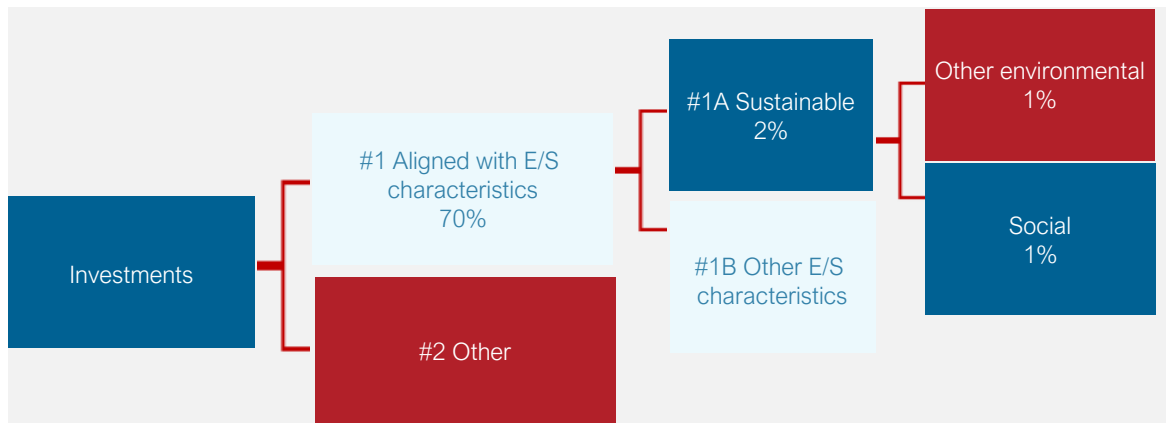 Investments
#1 Aligned with E/S
characteristics
70%
#2 Other
#1A Sustainable
2%
#1B Other E/S
characteristics
Other environmental
1%
Social
1%